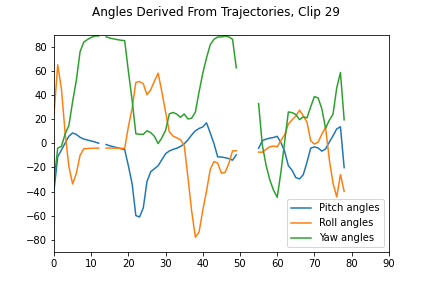 Angles Derived From Trajectories, Clip 29
80
60
40
20
0
−20
−40
−60
−80
0 10 20 30 40 50 60 70 80 90
Pitch angles
Roll angles
Yaw angles